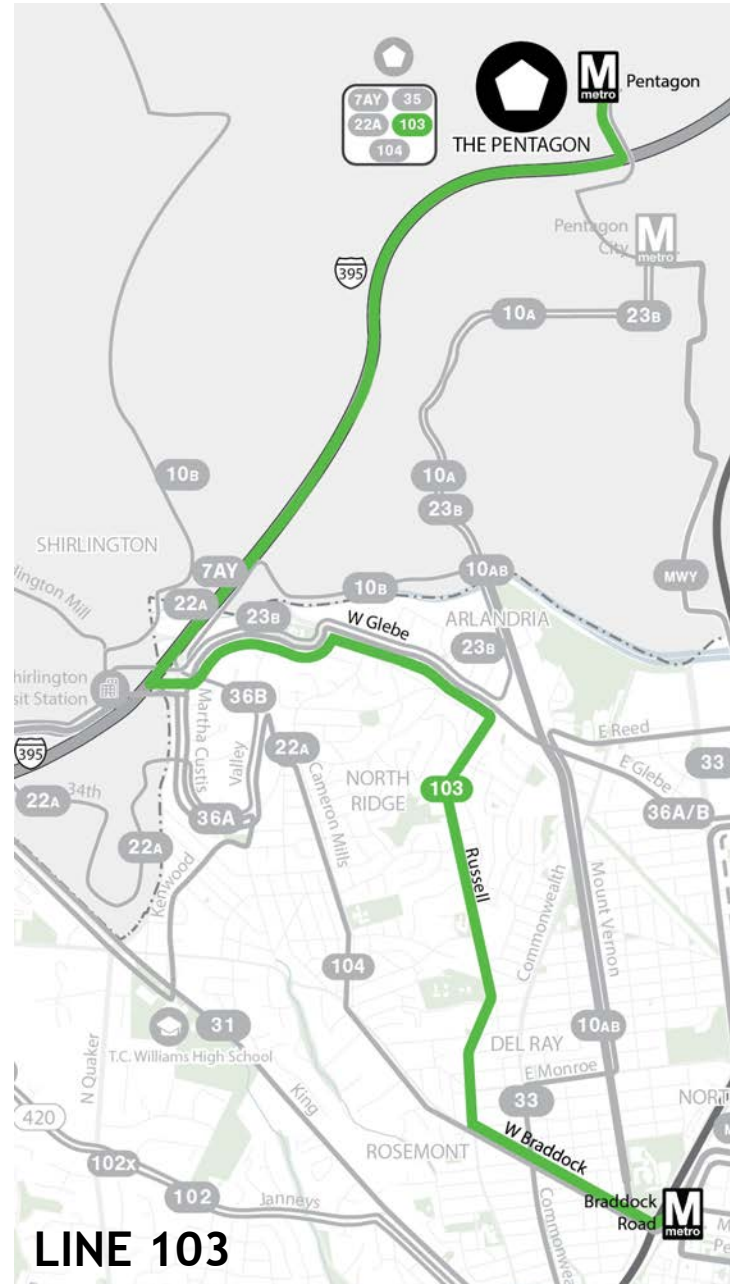 7AY 35
22A 103
104
M
metro
Pentagon
THE PENTAGON
Pentagon
City
M
metro
395
10A
23B
10B
10A
23B
SHIRLINGTON
7AY
10B
10AB
MWY
22A
23B
W Glebe
ARLANDRIA
23B
Martha Custis
36B
Valley
22A
E Reed
395
34th
22A
36A
Cameron Mills
NORTH
RIDGE
103
E Glebe
33
36A/B
22A
Kenwood
Russell
Commonwealth
Mount Vernon
104
31
T.C. Williams High School
10AB
DEL RAY
E Monroe
N Quaker
King
33
420
102X
ROSEMONT
W Braddock
102
Janneys
Braddock
Road
M
metro
LINE 103